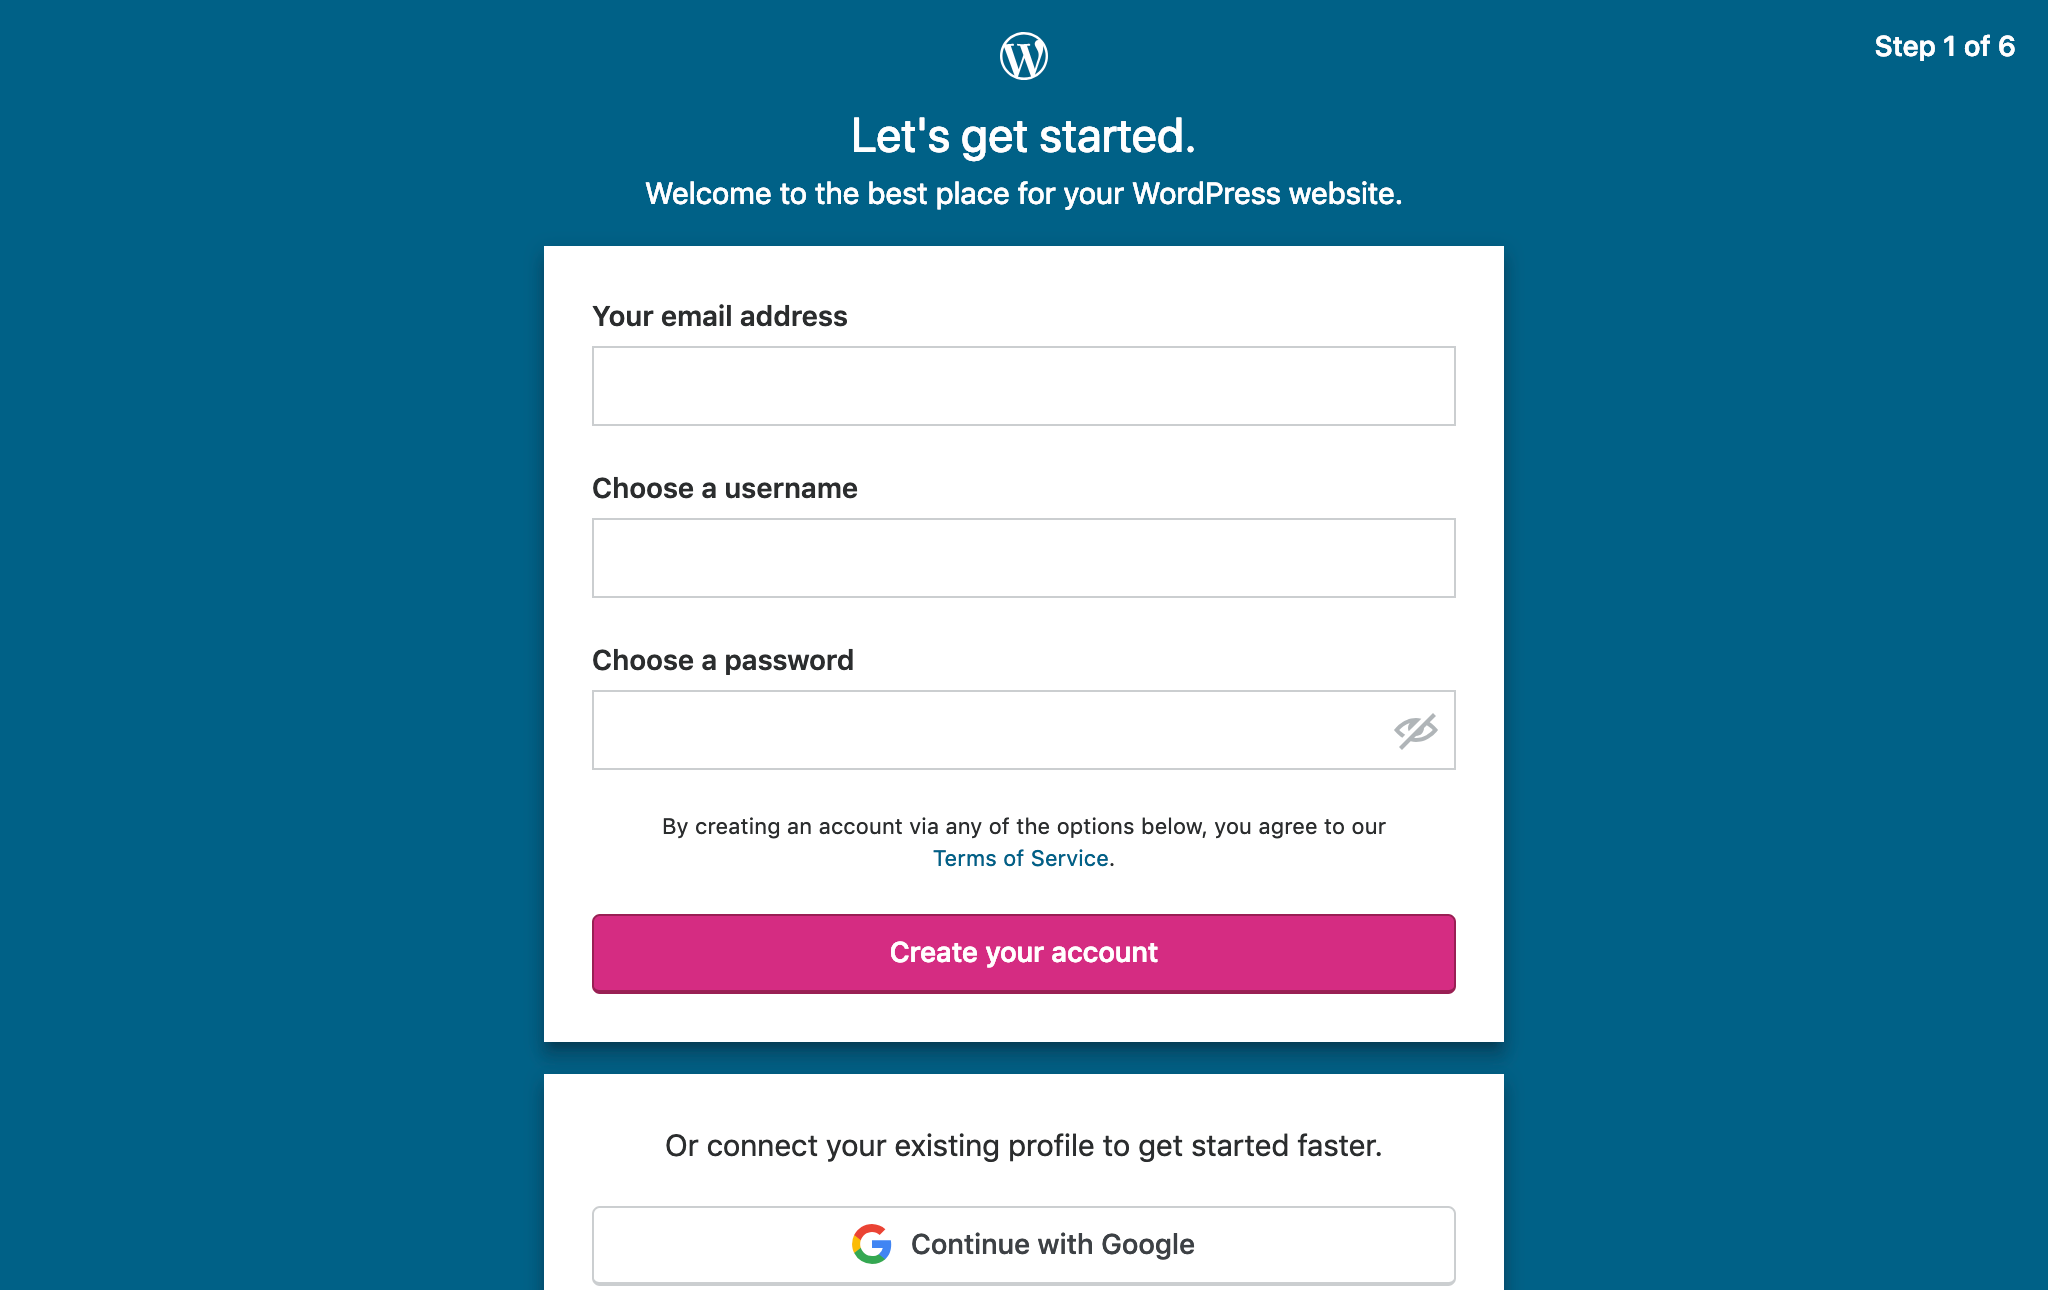 Step 1 of 6
Let's get started.
Welcome to the best place for your WordPress website.
Your email address
Choose a username
Choose a password
By creating an account via any of the options below, you agree to our
Terms of Service.
Create your account
Or connect your existing profile to get started faster.
Continue with Google